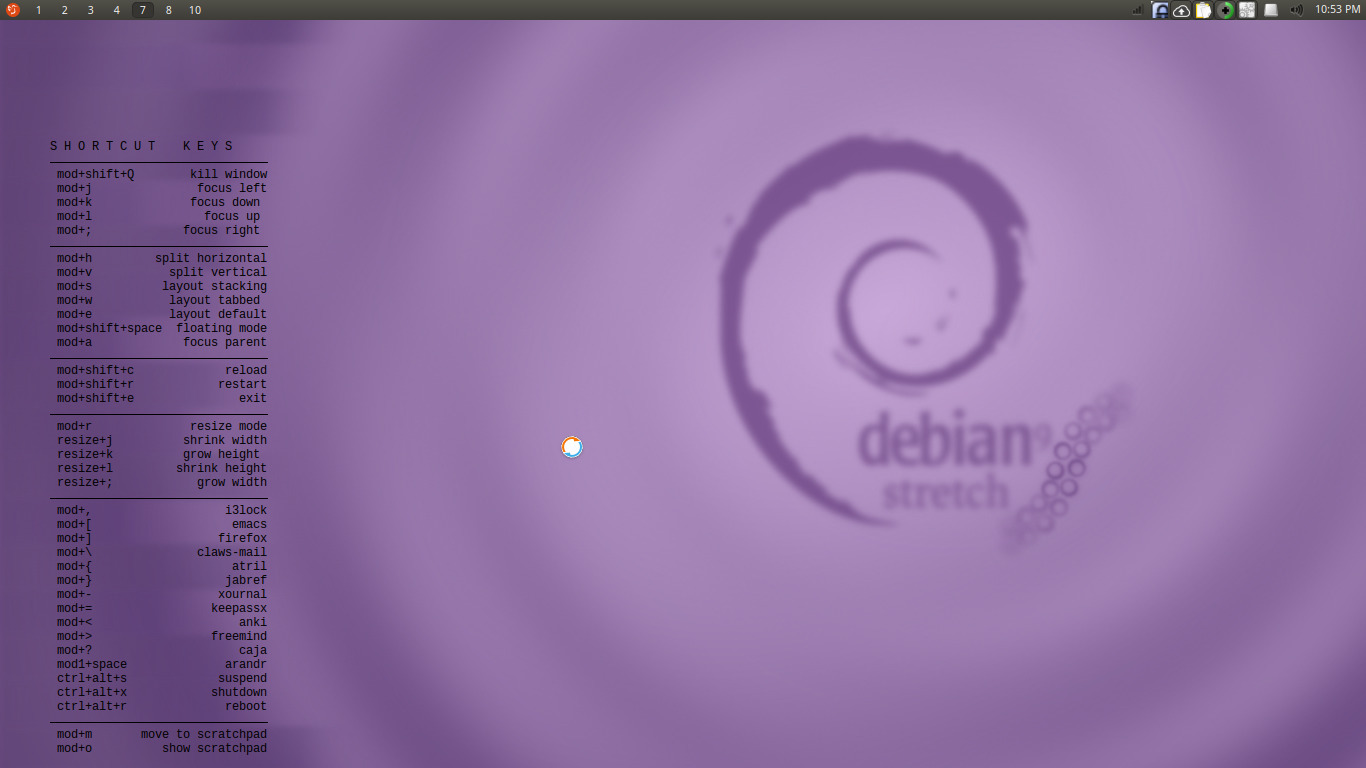 1 2 3 4 7 8 10 10:53 PM
SHORTCUT KEYS
mod+shift+Q kill window
mod+j focus left
mod+k focus down
mod+l focus up
mod+; focus right
mod+h split horizontal
mod+v split vertical
mod+s layout stacking
mod+w layout tabbed
mod+e layout default
mod+shift+space floating mode
mod+a focus parent
mod+shift+c reload
mod+shift+r restart
mod+shift+e exit
mod+r resize mode
resize+j shrink width
resize+k grow height
resize+l shrink height
resize+; grow width
mod+, i3lock
mod+[ emacs
mod+] firefox
mod+\ claws-mail
mod+{ atril
mod+} jabref
mod+- xournal
mod+= keepassx
mod+< anki
mod+> freemind
mod+? caja
mod1+space arandr
ctrl+alt+s suspend
ctrl+alt+x shutdown
ctrl+alt+r reboot
mod+m move to scratchpad
mod+o show scratchpad
debian 9
stretch